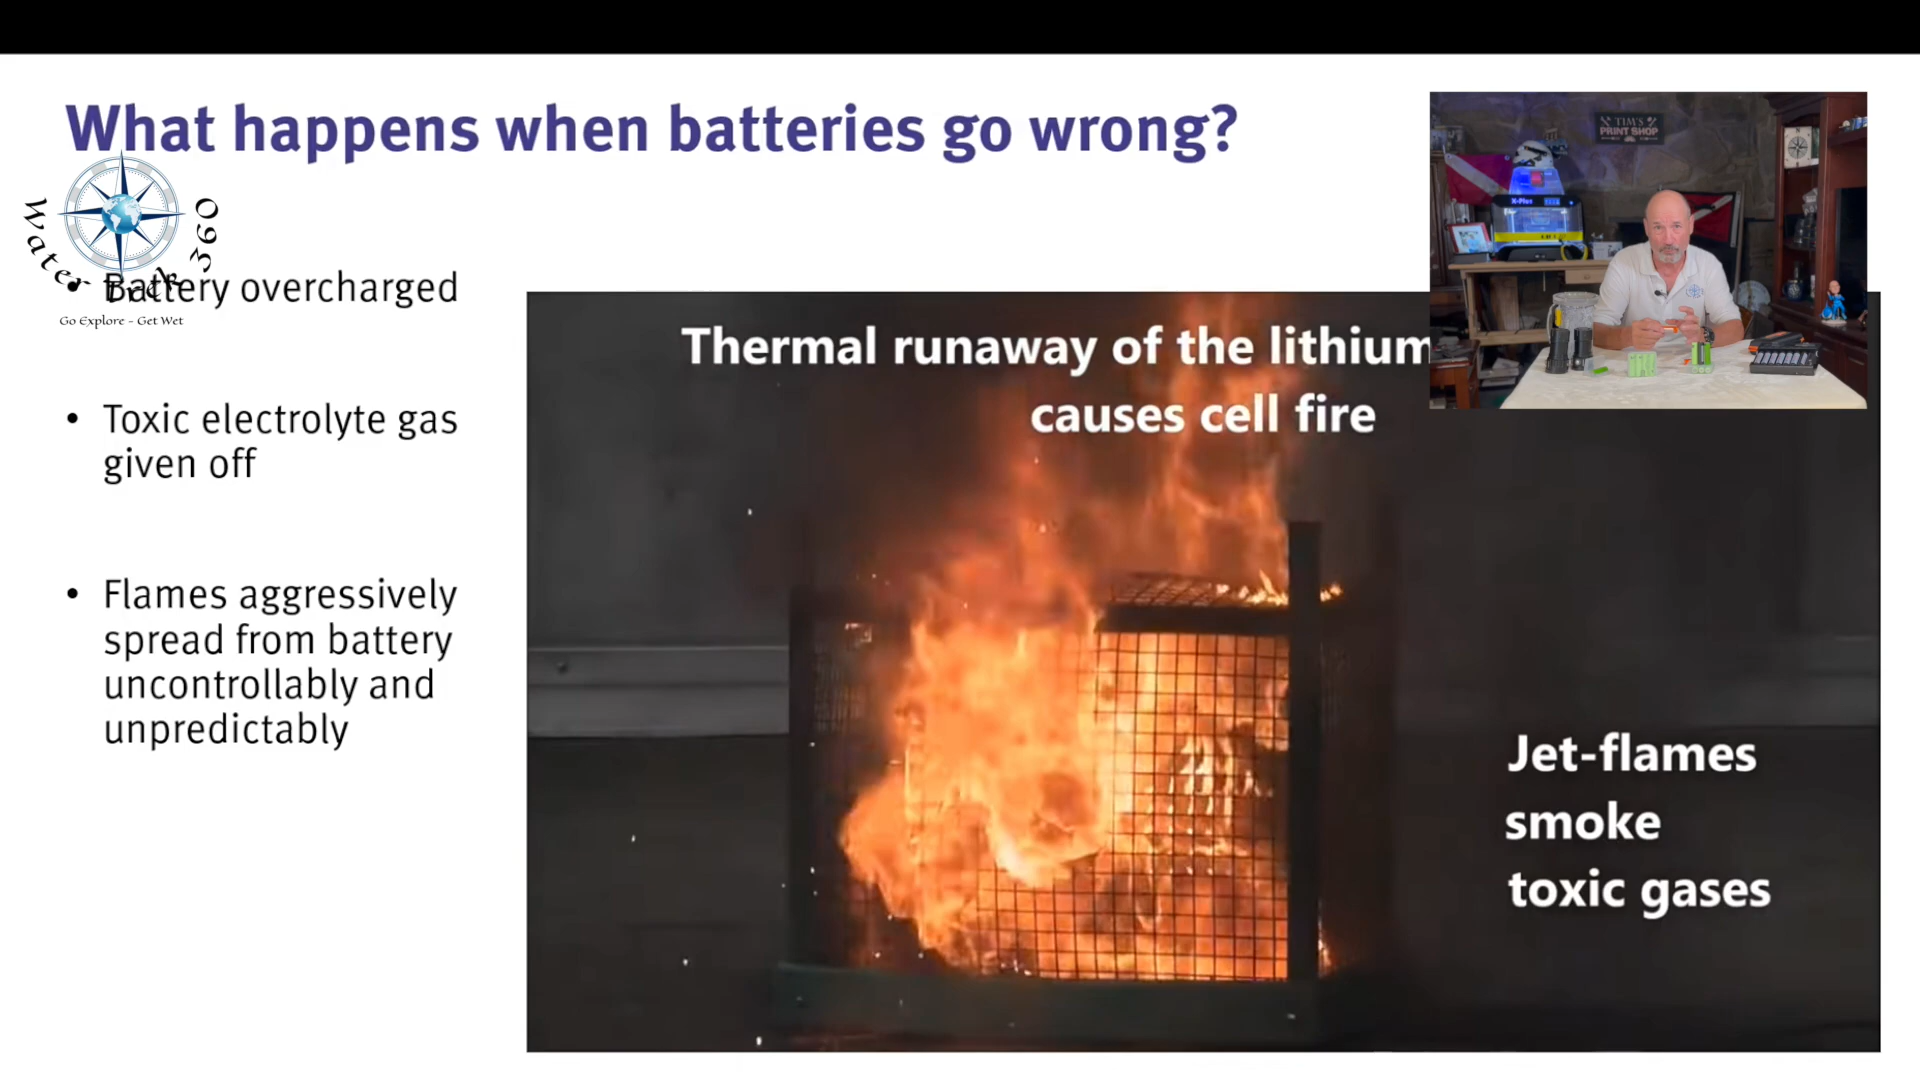 What happens when batteries go wrong?
TIM'S
PRINT SHOP
X-Plus
Water Trek 360
Go Explore - Get Wet
• Battery overcharged
• Toxic electrolyte gas
given off
• Flames aggressively
spread from battery
uncontrollably and
unpredictably
Thermal runaway of the lithium
causes cell fire
Jet-flames
smoke
toxic gases